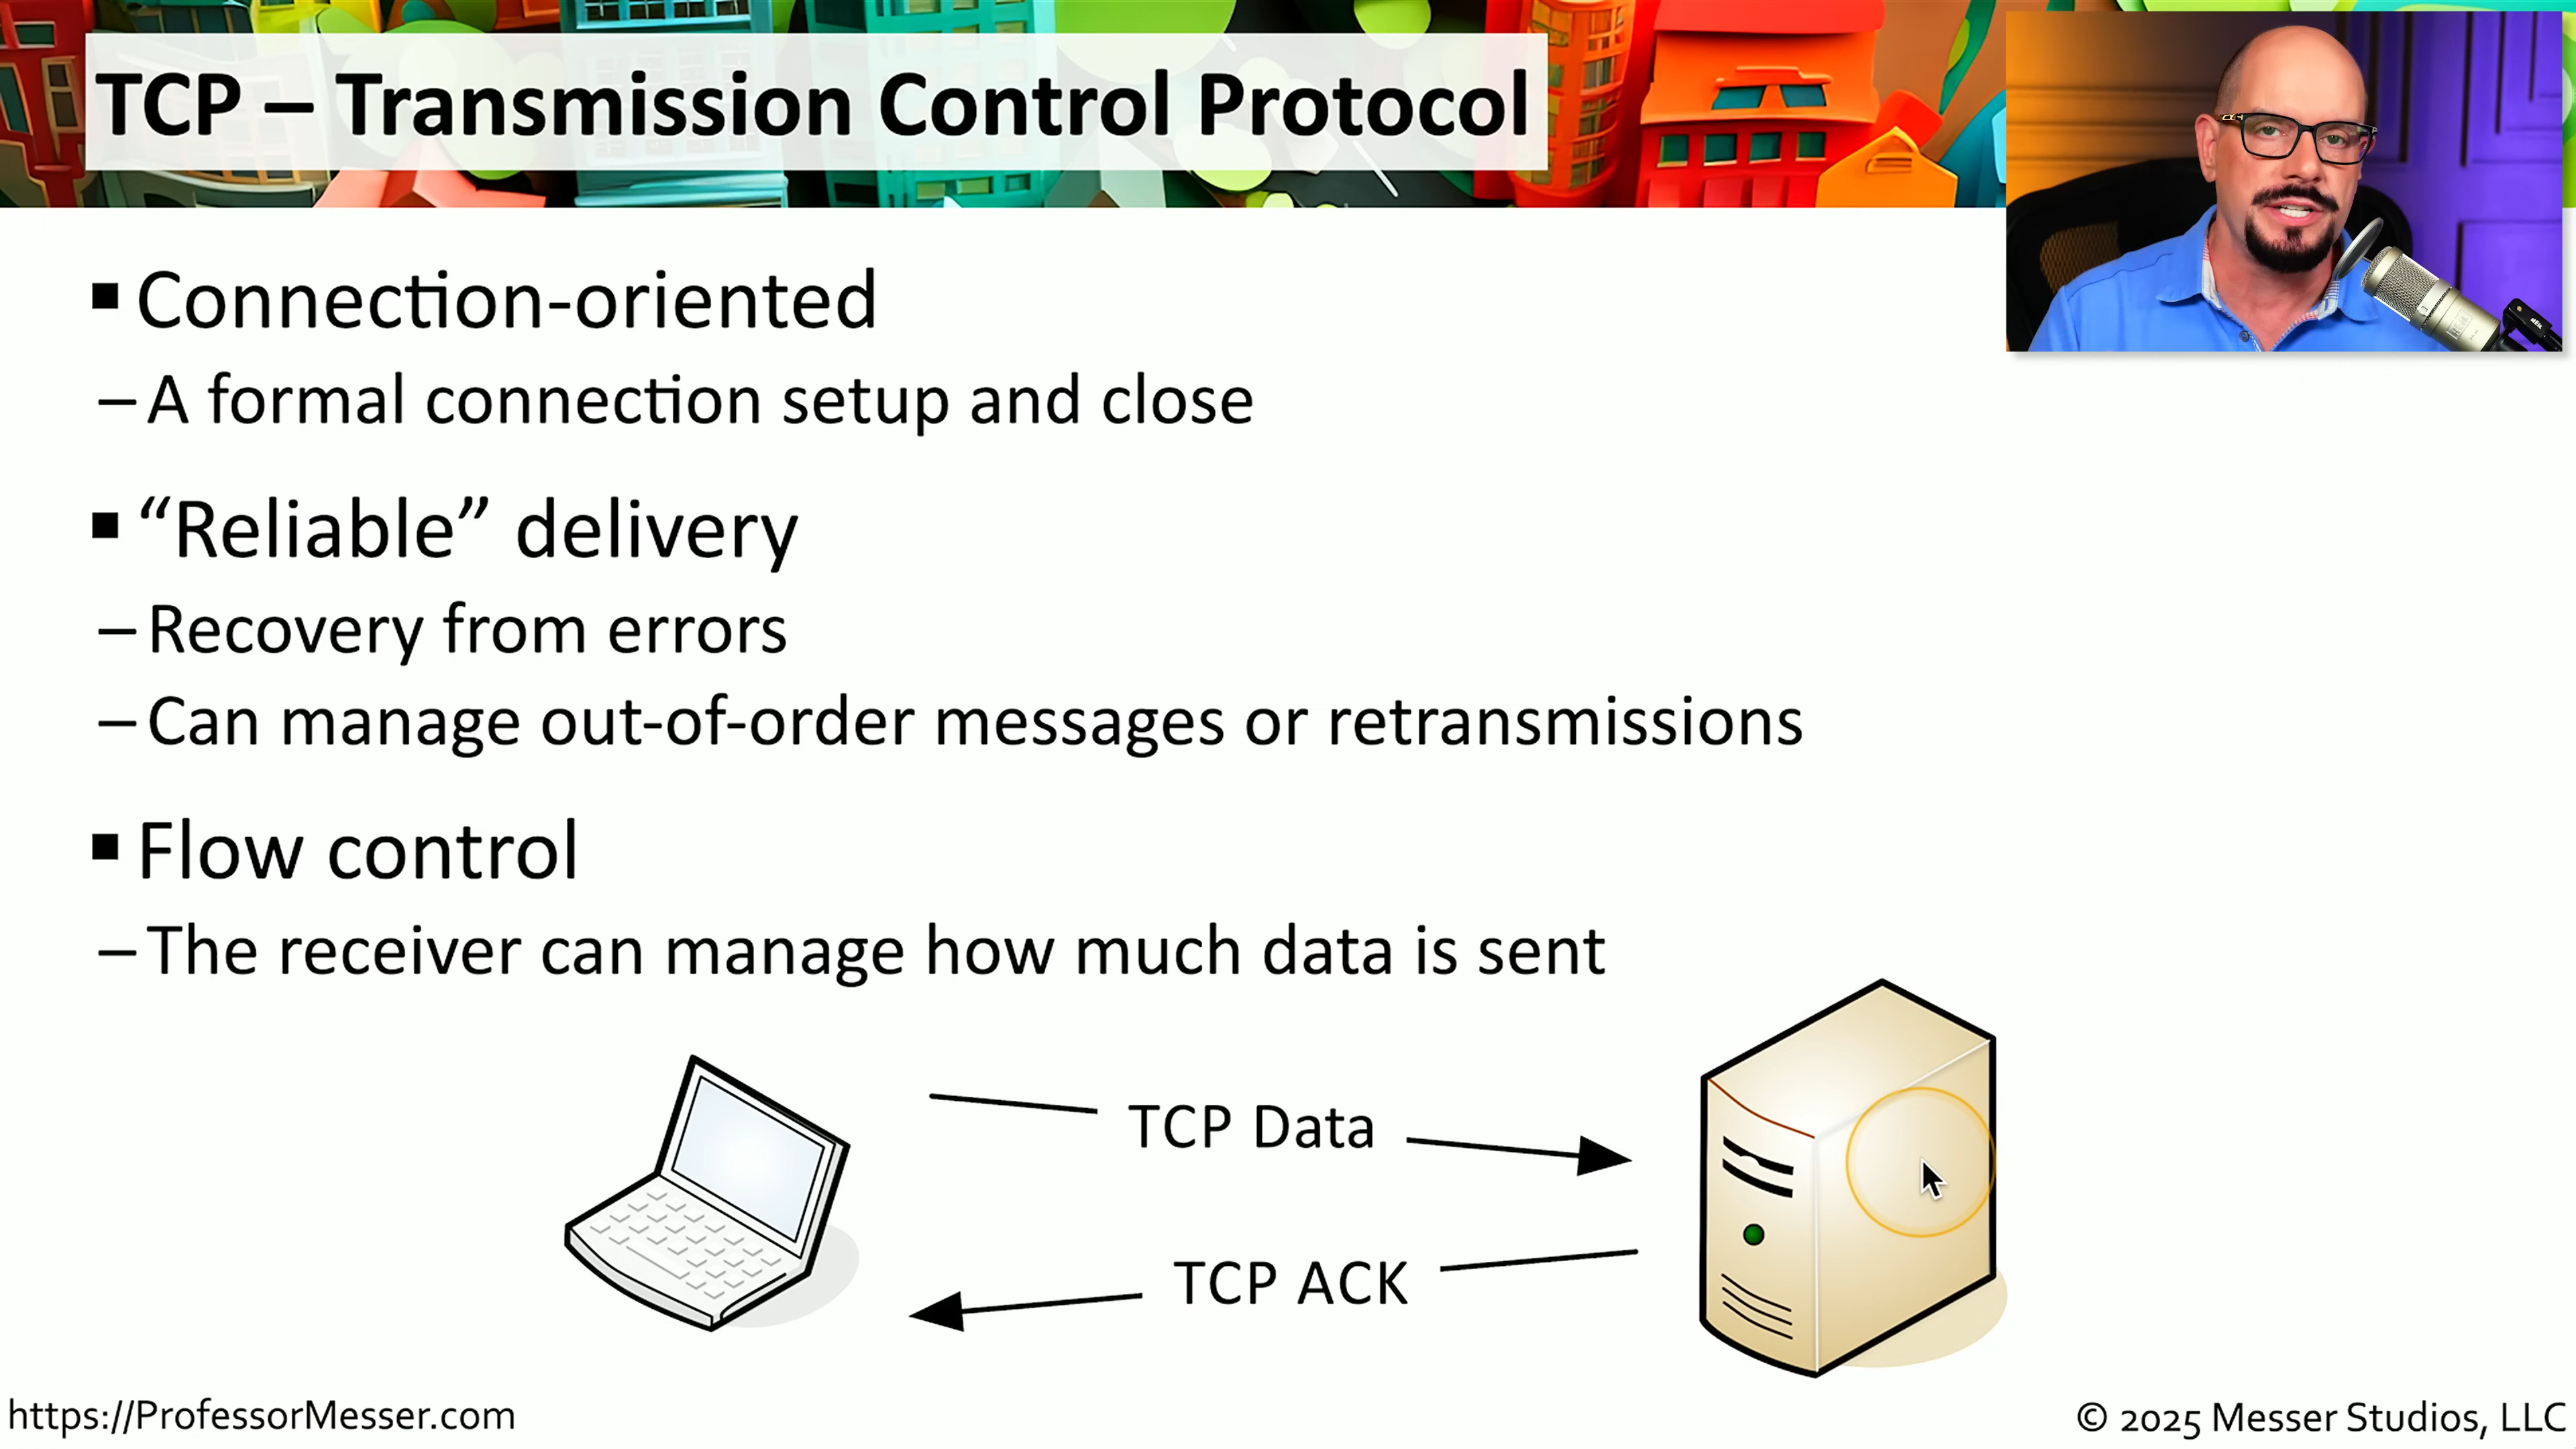 TCP – Transmission Control Protocol
▪ Connection-oriented
– A formal connection setup and close
▪ “Reliable” delivery
– Recovery from errors
– Can manage out-of-order messages or retransmissions
▪ Flow control
– The receiver can manage how much data is sent
TCP Data
TCP ACK
https://ProfessorMesser.com
© 2025 Messer Studios, LLC